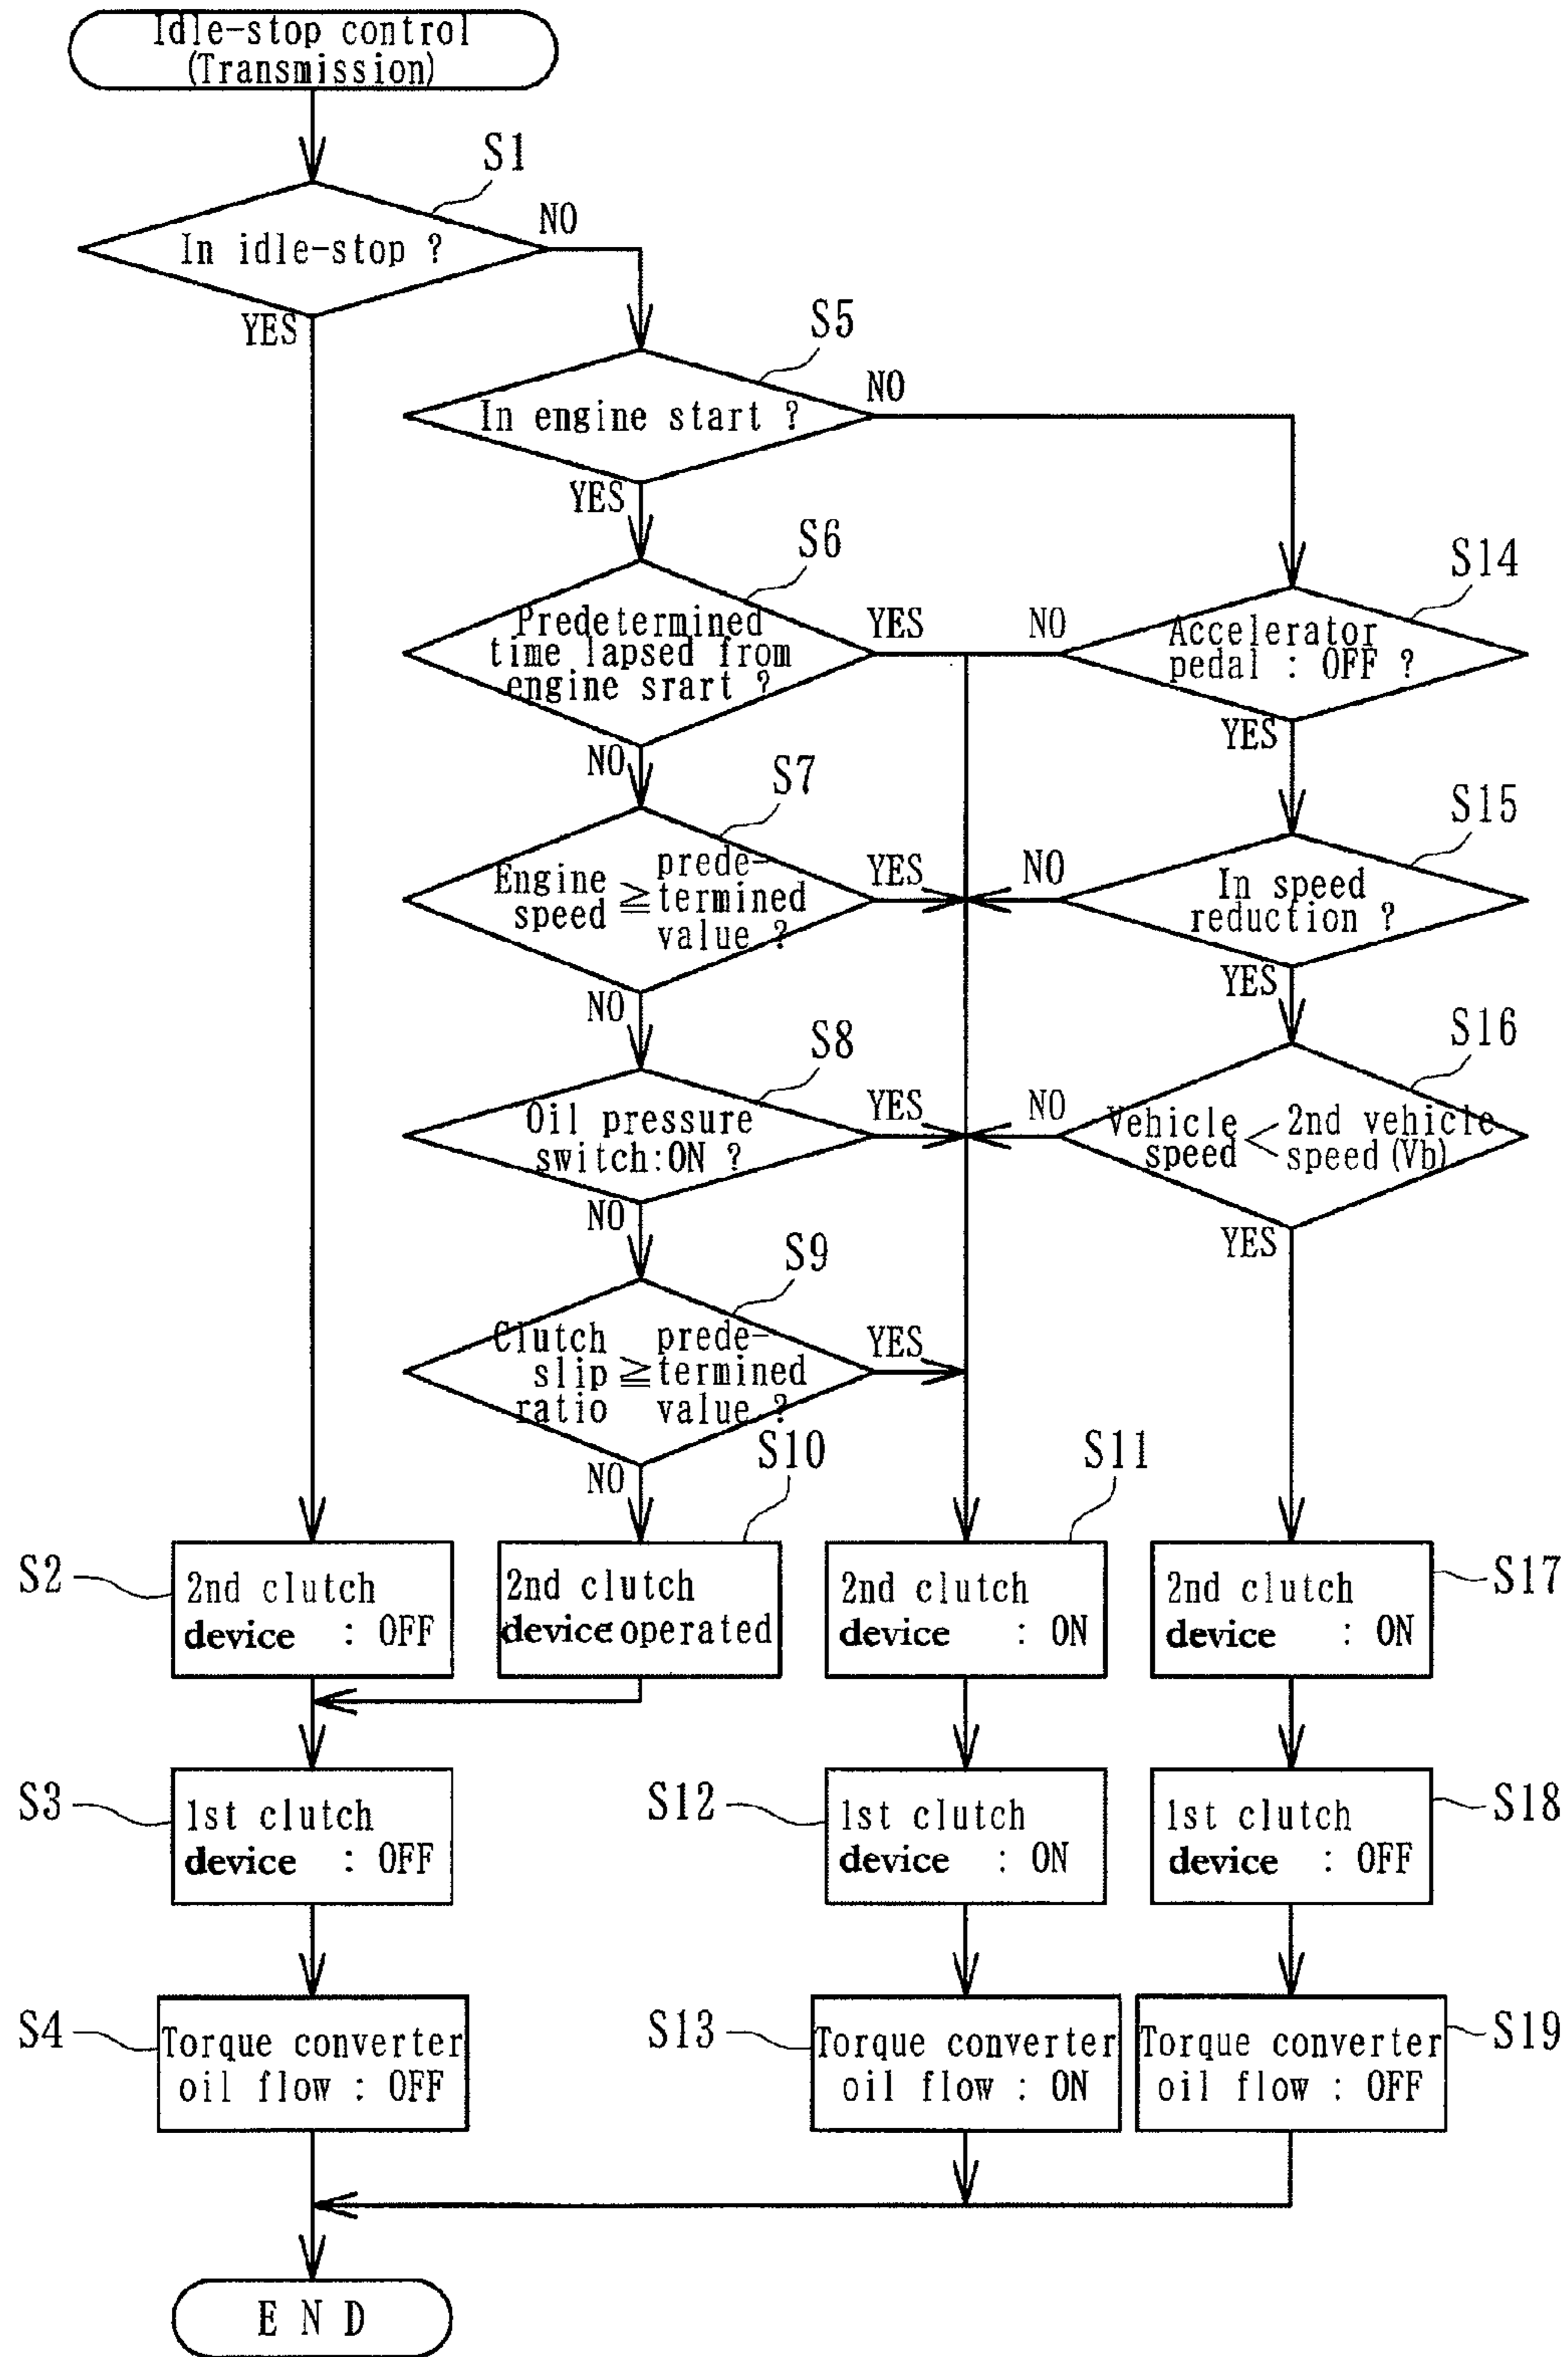 Idle-stop control
(Transmission)
S1
In idle-stop ?
NO
YES
S5
In engine start ?
NO
YES
S6
Predetermined
time lapsed from
engine srart ?
YES
NO
S14
Accelerator
pedal : OFF ?
NO
YES
S7
Engine
speed
≧
prede-
termined
value ?
YES
NO
S15
In speed
reduction ?
NO
YES
S8
Oil pressure
switch:ON ?
YES
NO
S16
Vehicle
speed
<
2nd vehicle
speed (Vb)
NO
YES
S9
Clutch
slip
ratio
≧
prede-
termined
value ?
YES
NO
S2
2nd clutch
device : OFF
S10
2nd clutch
device:operated
S11
2nd clutch
device : ON
S17
2nd clutch
device : ON
S3
1st clutch
device : OFF
S12
1st clutch
device : ON
S18
1st clutch
device : OFF
S4
Torque converter
oil flow : OFF
S13
Torque converter
oil flow : ON
S19
Torque converter
oil flow : OFF
E N D